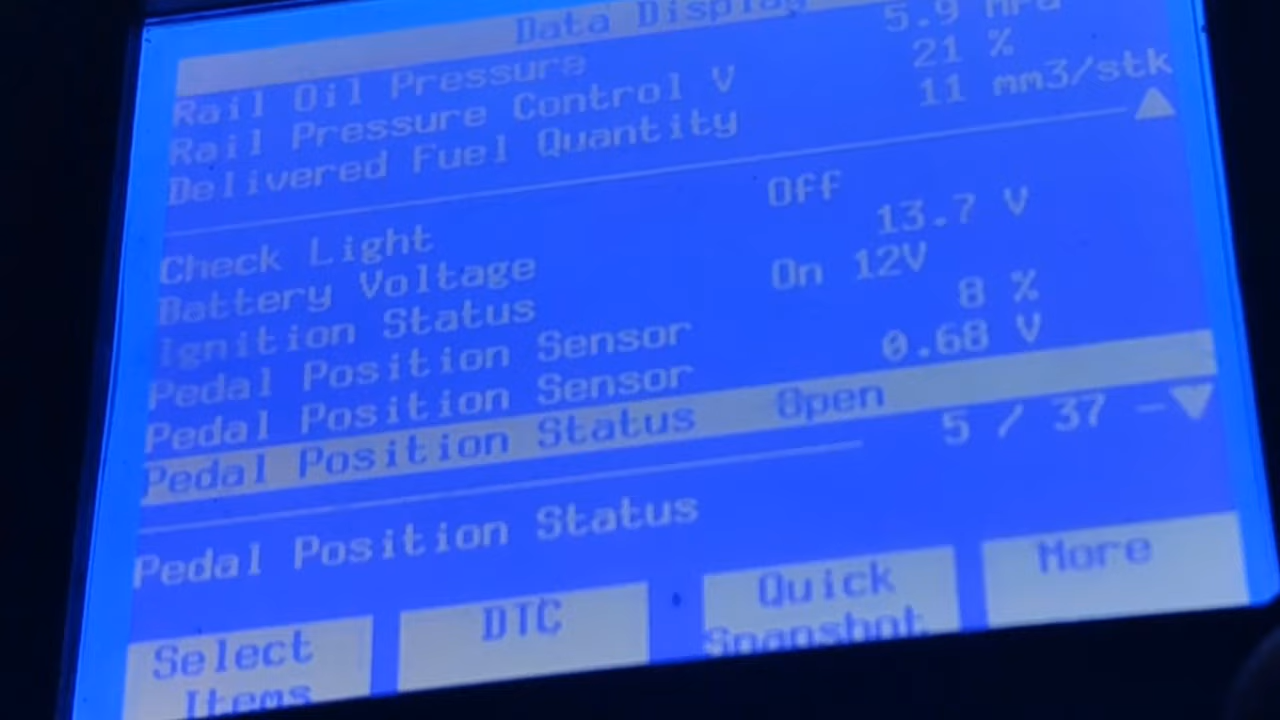 Data Display
Rail Oil Pressure 5.9 MPa
Rail Pressure Control V 21 %
Delivered Fuel Quantity 11 mm3/stk
Check Light Off
Battery Voltage 13.7 V
Ignition Status On 12V
Pedal Position Sensor 8 %
Pedal Position Sensor 0.68 V
Pedal Position Status Open
5 / 37
Pedal Position Status
Select Items
DTC
Quick Snapshot
More